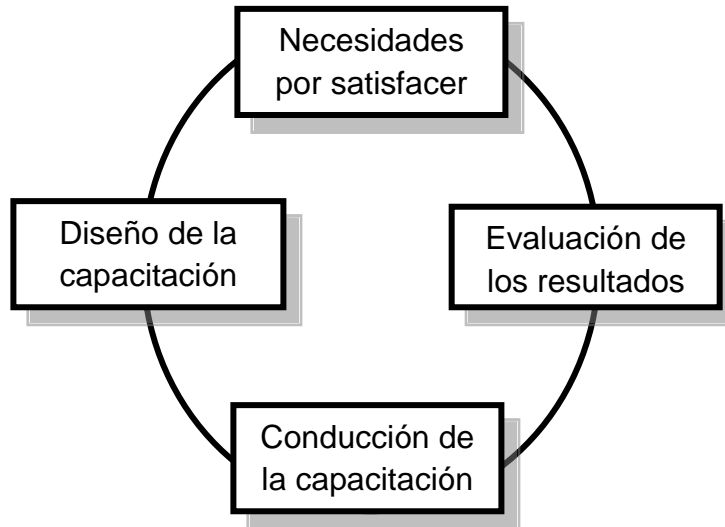 Necesidades
por satisfacer
Diseño de la
capacitación
Evaluación de
los resultados
Conducción de
la capacitación